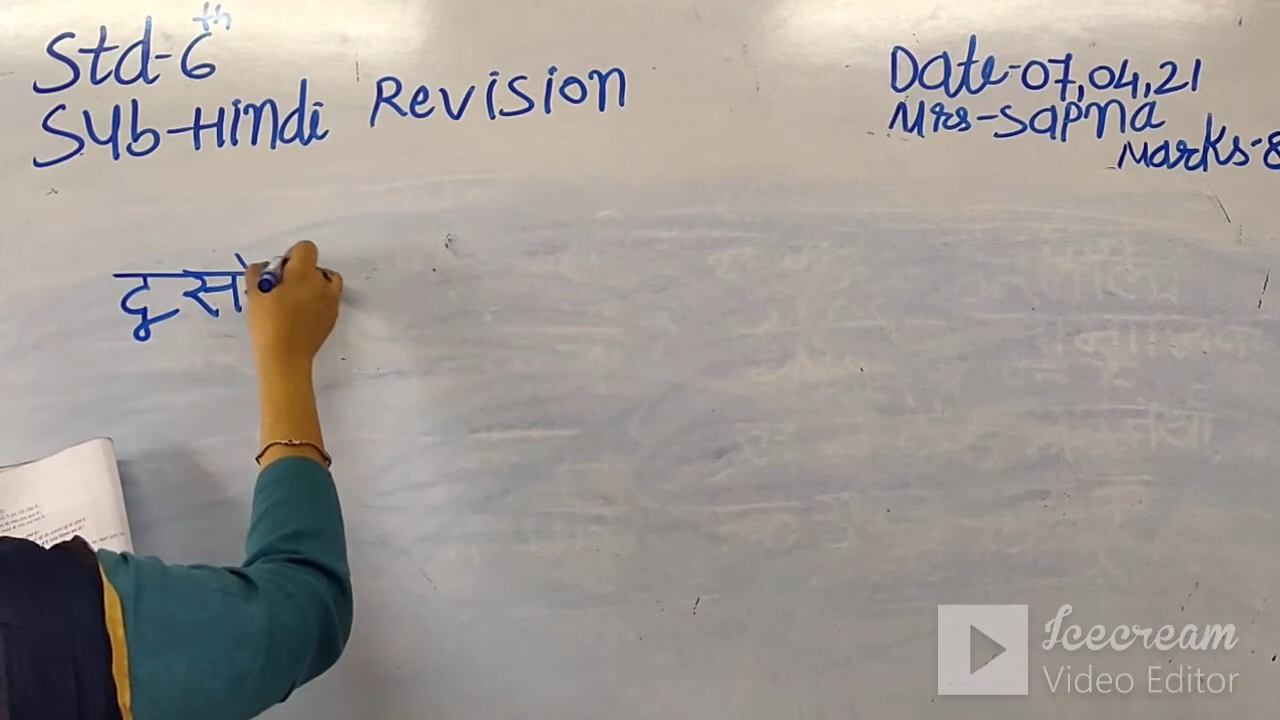 Std-6th
Sub-Hindi Revision
Date-07,04,21
Mrs-Sapna
Marks-8
दूस
Icecream
Video Editor